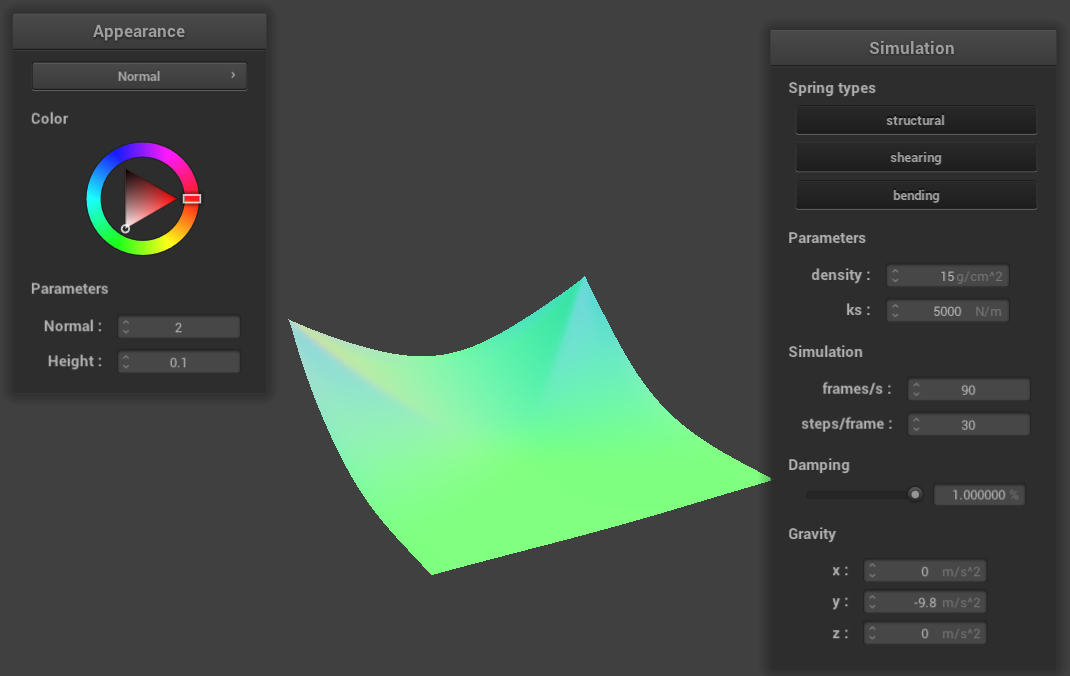 Appearance
Normal ›
Color
Parameters
Normal : 2
Height : 0.1
Simulation
Spring types
structural
shearing
bending
Parameters
density : 15 g/cm^2
ks : 5000 N/m
Simulation
frames/s : 90
steps/frame : 30
Damping
1.000000 %
Gravity
x : 0 m/s^2
y : -9.8 m/s^2
z : 0 m/s^2